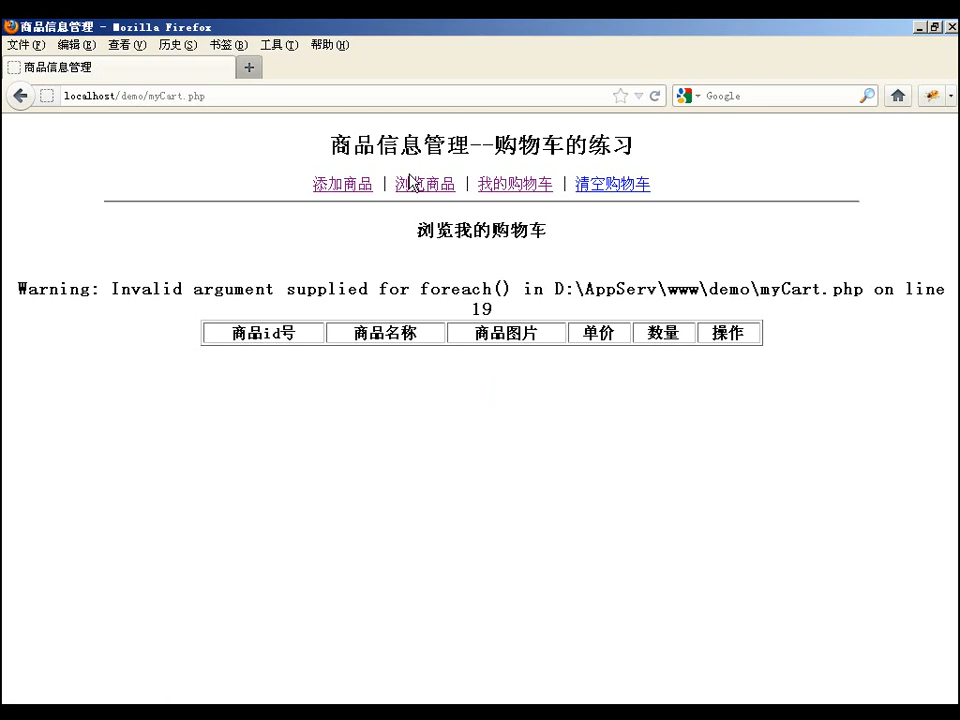 商品信息管理 - Mozilla Firefox
文件(F) 编辑(E) 查看(V) 历史(S) 书签(B) 工具(T) 帮助(H)
商品信息管理
localhost/demo/myCart.php Google
商品信息管理--购物车的练习
添加商品 | 浏览商品 | 我的购物车 | 清空购物车
浏览我的购物车
Warning: Invalid argument supplied for foreach() in D:\AppServ\www\demo\myCart.php on line
19
商品id号 商品名称 商品图片 单价 数量 操作